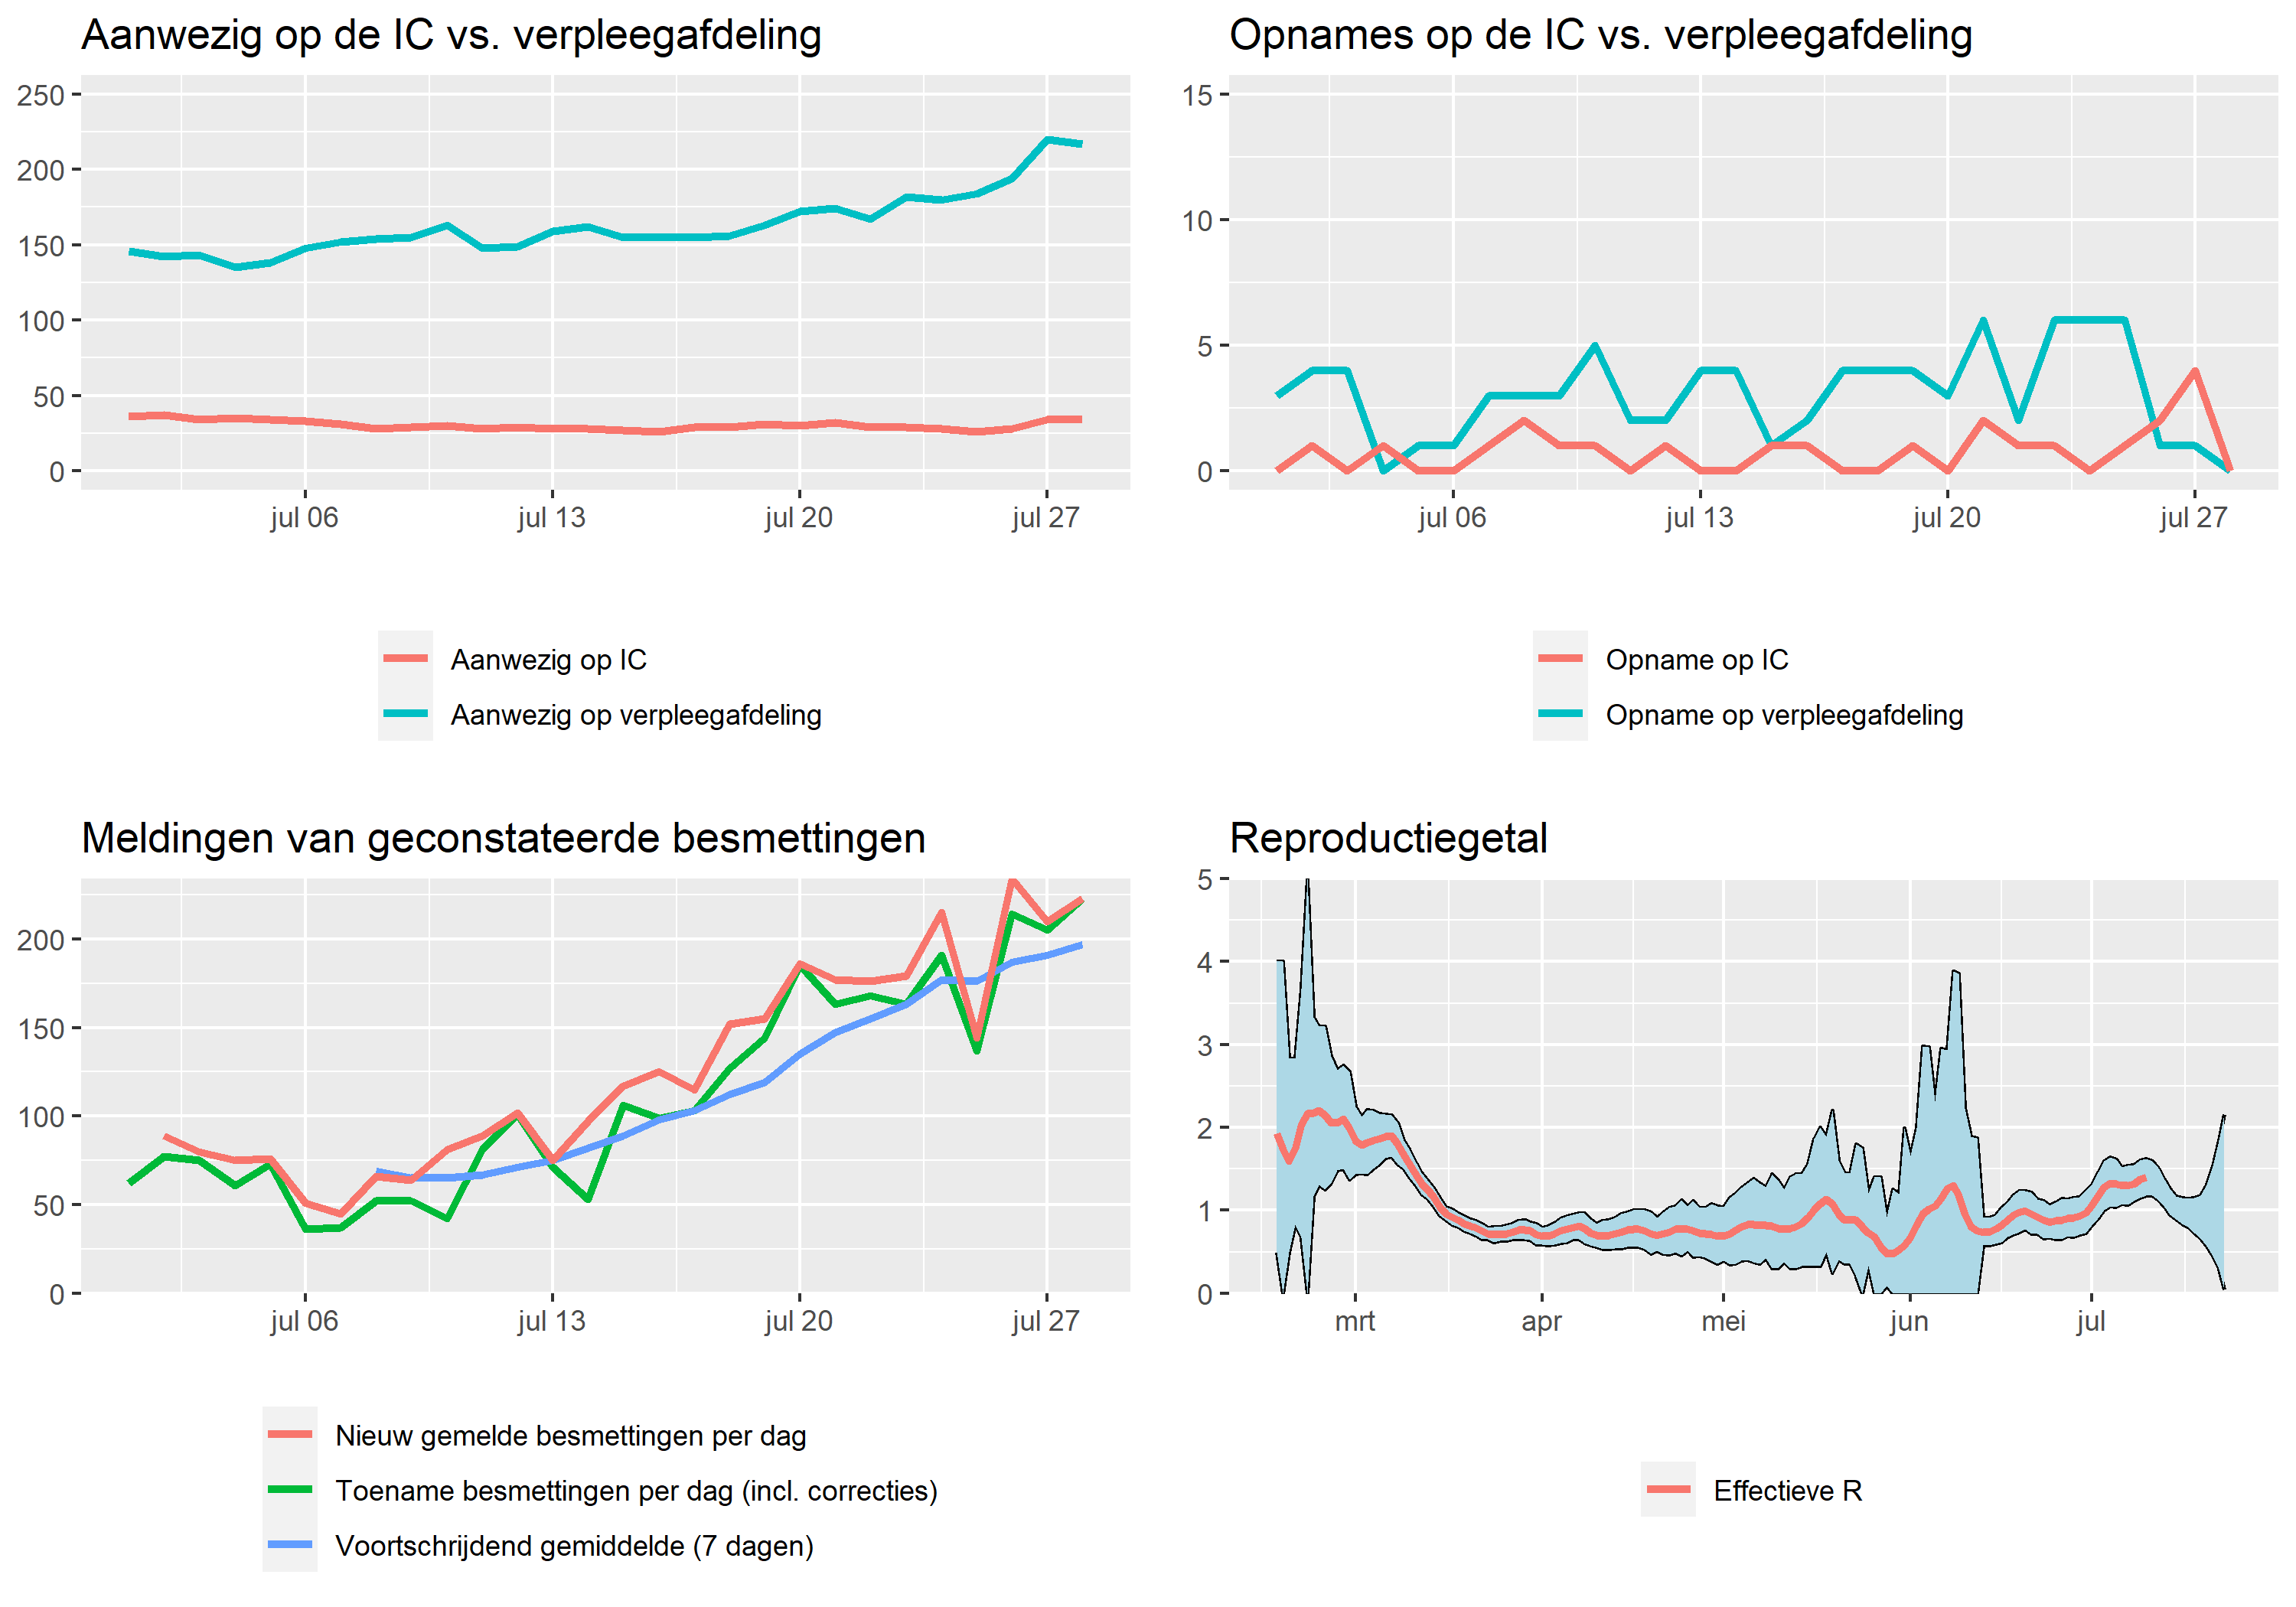 Aanwezig op de IC vs. verpleegafdeling
250
200
150
100
50
0
jul 06 jul 13 jul 20 jul 27
Aanwezig op IC
Aanwezig op verpleegafdeling
Opnames op de IC vs. verpleegafdeling
15
10
5
0
jul 06 jul 13 jul 20 jul 27
Opname op IC
Opname op verpleegafdeling
Meldingen van geconstateerde besmettingen
200
150
100
50
0
jul 06 jul 13 jul 20 jul 27
Nieuw gemelde besmettingen per dag
Toename besmettingen per dag (incl. correcties)
Voortschrijdend gemiddelde (7 dagen)
Reproductiegetal
5
4
3
2
1
0
mrt apr mei jun jul
Effectieve R